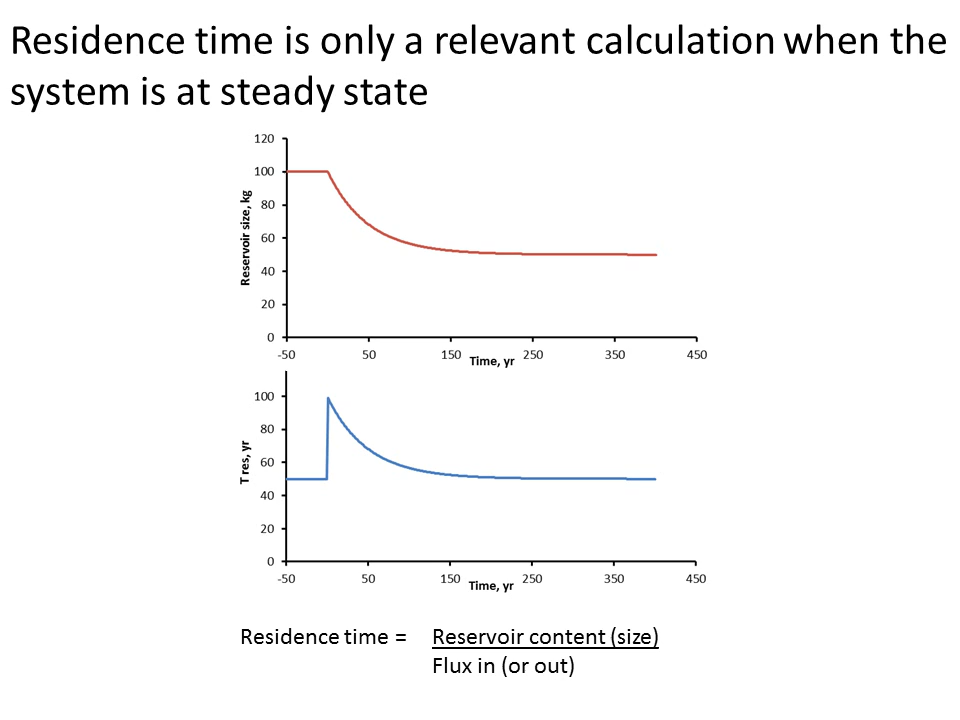 Residence time is only a relevant calculation when the
system is at steady state
120
100
80
60
40
20
0
Reservoir size, kg
-50 50 150 250 350 450
Time, yr
100
80
60
40
20
0
T res, yr
-50 50 150 250 350 450
Time, yr
Residence time = Reservoir content (size)
Flux in (or out)